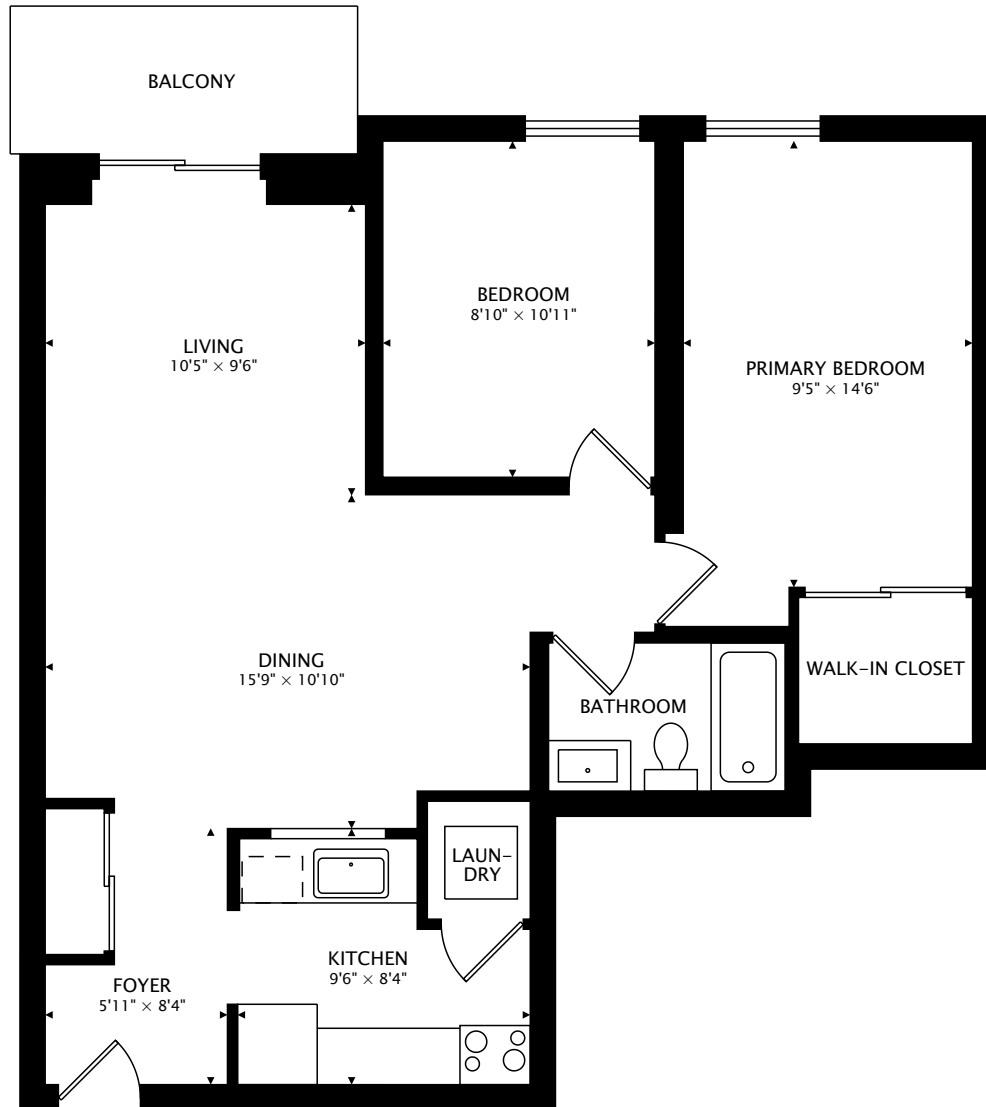 BALCONY
BEDROOM
8'10" × 10'11"
LIVING
10'5" × 9'6"
PRIMARY BEDROOM
9'5" × 14'6"
DINING
15'9" × 10'10"
WALK-IN CLOSET
BATHROOM
LAUN-
DRY
KITCHEN
9'6" × 8'4"
FOYER
5'11" × 8'4"